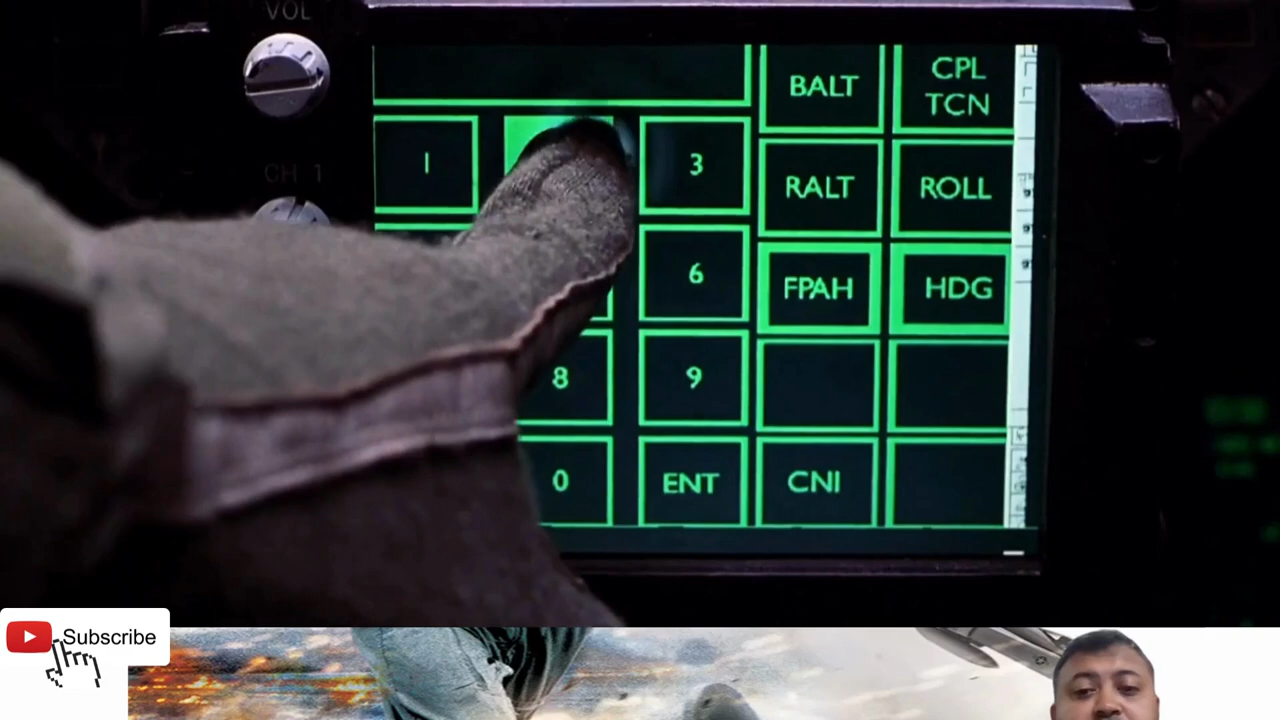 VOL
BALT
CPL
TCN
CH 1
1
3
RALT
ROLL
6
FPAH
HDG
8
9
0
ENT
CNI
Subscribe